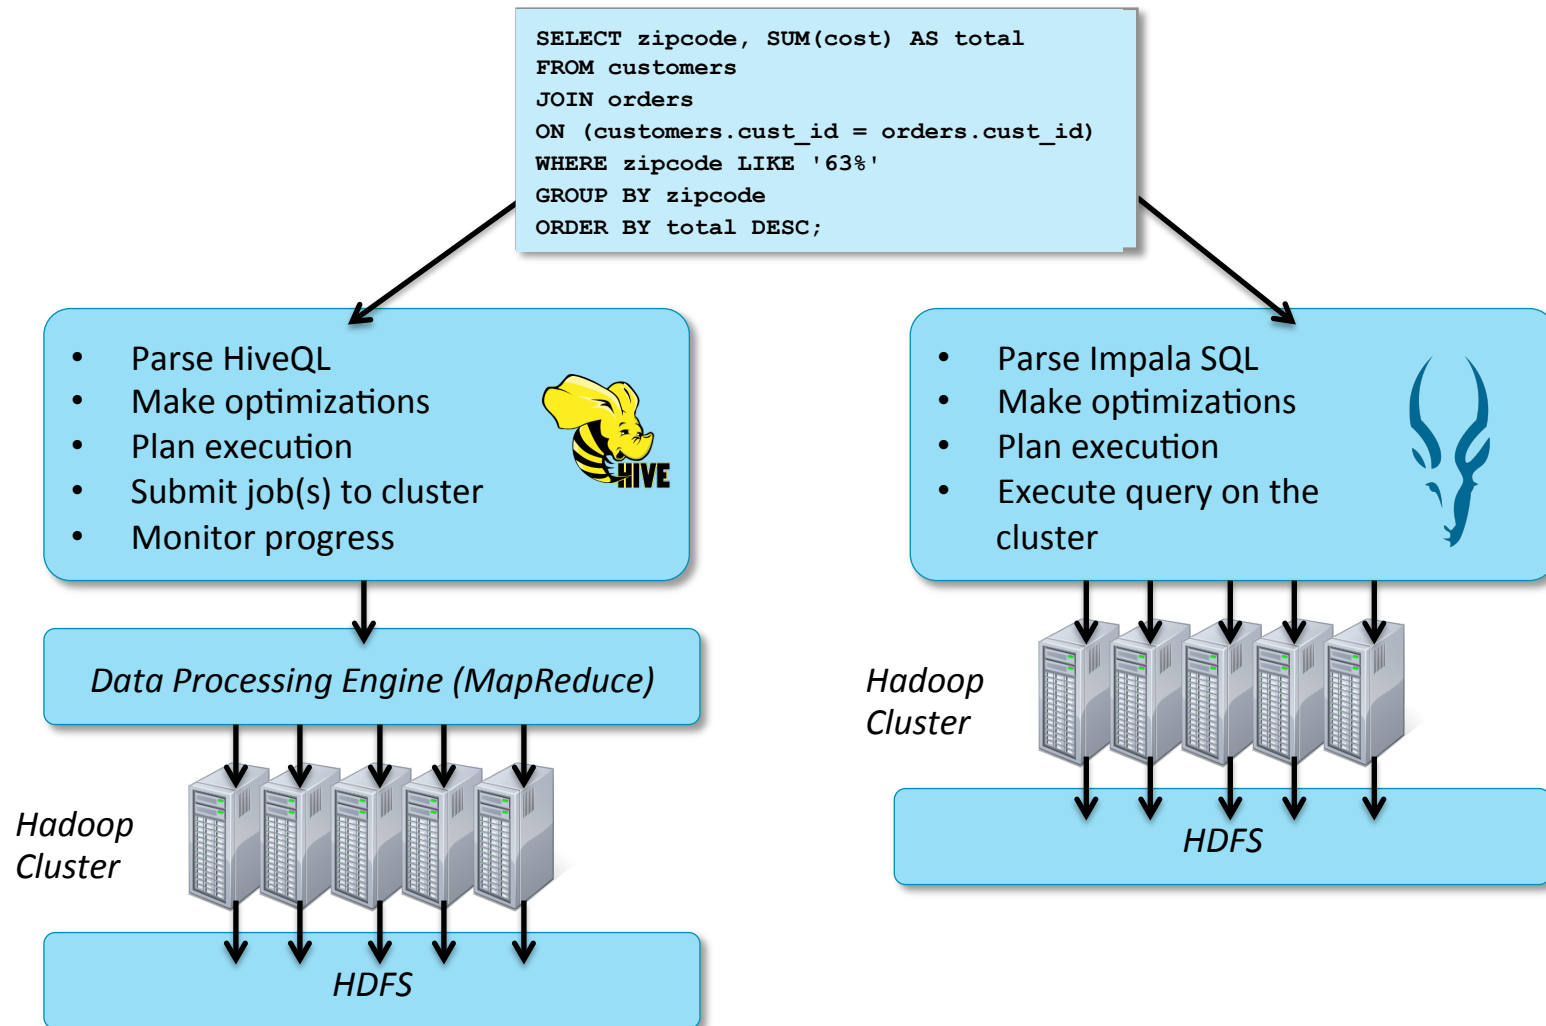 SELECT zipcode, SUM(cost) AS total
FROM customers
JOIN orders
ON (customers.cust_id = orders.cust_id)
WHERE zipcode LIKE '63%'
GROUP BY zipcode
ORDER BY total DESC;
• Parse HiveQL
• Make optimizations
• Plan execution
• Submit job(s) to cluster
• Monitor progress
HIVE
Data Processing Engine (MapReduce)
Hadoop
Cluster
HDFS
• Parse Impala SQL
• Make optimizations
• Plan execution
• Execute query on the
cluster
Hadoop
Cluster
HDFS